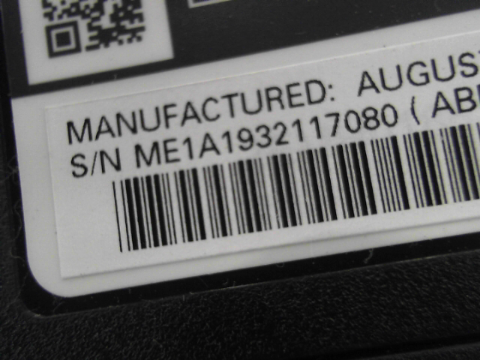 MANUFACTURED: AUGUS
S/N ME1A1932117080 ( AB